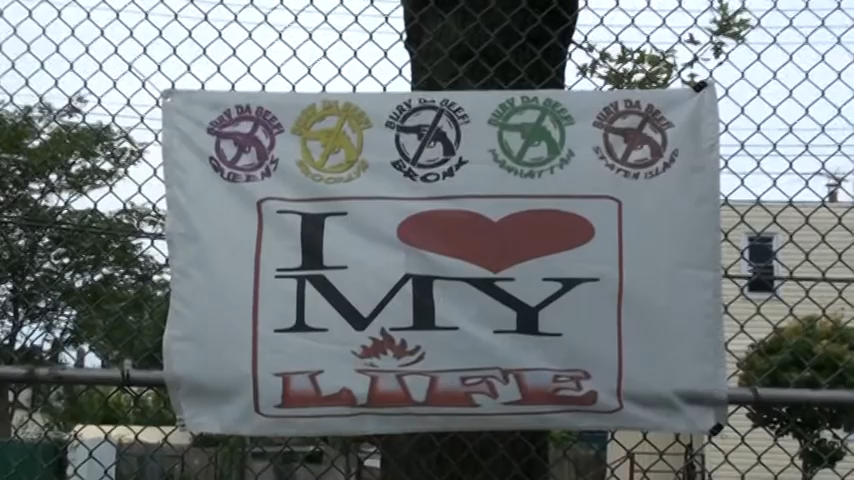 BURY DA BEEF! BURY DA BEEF! BURY DA BEEF! BURY DA BEEF! BURY DA BEEF!
QUEENS BROOKLYN BRONX MANHATTAN STATEN ISLAND
I
MY
LIFE